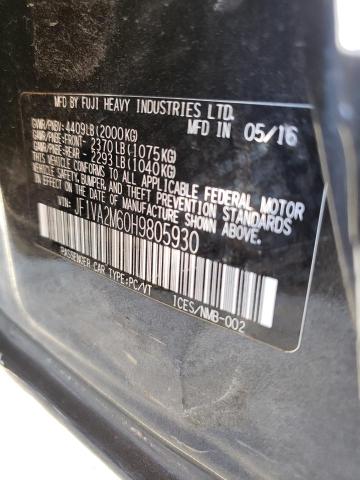 MFD BY FUJI HEAVY INDUSTRIES LTD.
MFD IN 05/16
GVWR/PNBV: 4409LB(2000KG)
GAWR/PNBE-FRONT- 2370LB(1075KG)
GAWR/PNBE-REAR - 2293LB(1040KG)
THIS VEHICLE CONFORMS TO ALL APPLICABLE FEDERAL MOTOR
VEHICLE SAFETY, BUMPER, AND THEFT PREVENTION STANDARDS IN
EFFECT ON THE DATE OF MANUFACTURE SHOWN ABOVE.
VIN: JF1VA2M60H9805930
PASSENGER CAR TYPE:PC/VT
ICES/NMB-002